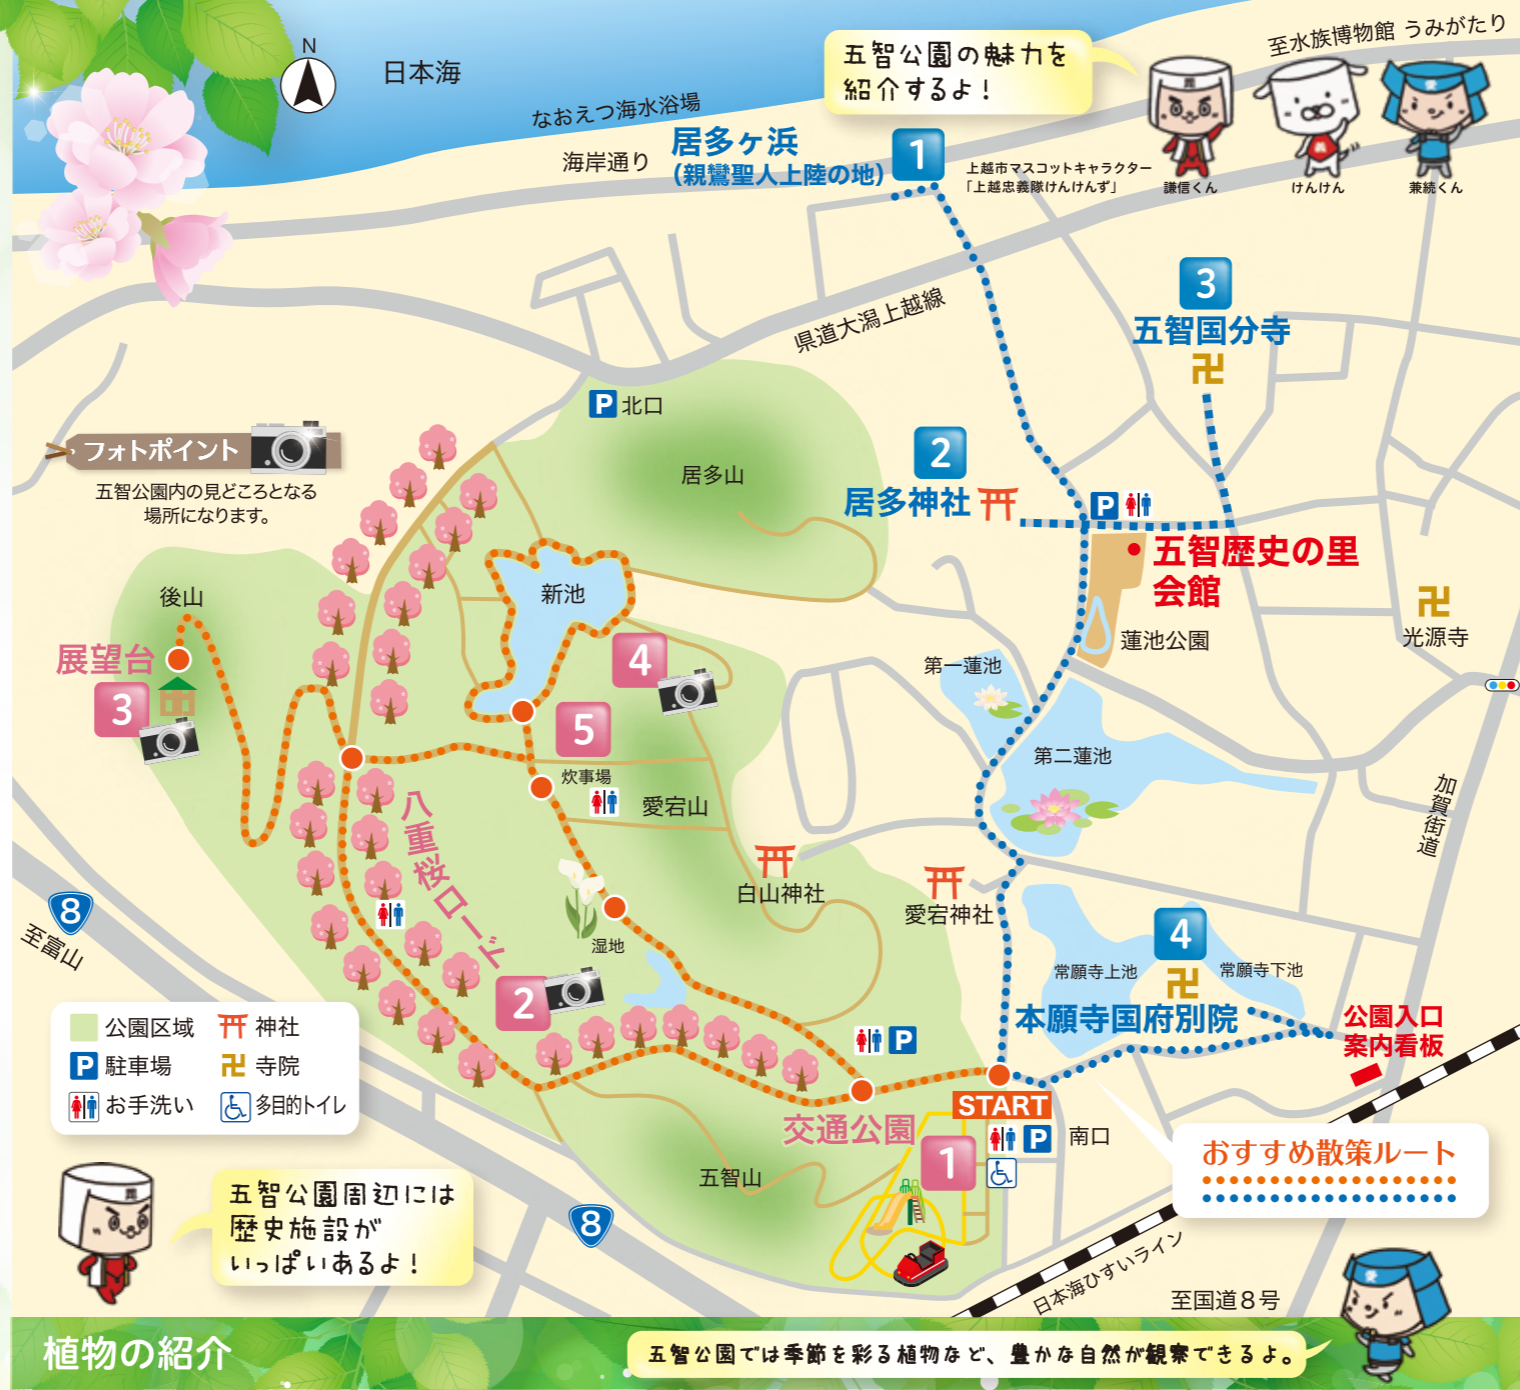 N
日本海
五智公園の魅力を
紹介するよ！
至水族博物館 うみがたり
なおえつ海水浴場
海岸通り
居多ヶ浜
（親鸞聖人上陸の地）
1
上越市マスコットキャラクター
「上越忠義隊けんけんず」
謙信くん
けんけん
兼続くん
県道大潟上越線
3
五智国分寺
P 北口
フォトポイント
五智公園内の見どころとなる
場所になります。
居多山
2
居多神社
P
五智歴史の里
会館
蓮池公園
光源寺
後山
展望台
3
新池
4
5
炊事場
愛宕山
第一蓮池
第二蓮池
加賀街道
八重桜ロード
白山神社
愛宕神社
湿地
2
8
至富山
4
常願寺上池
常願寺下池
本願寺国府別院
公園入口
案内看板
公園区域
神社
P 駐車場
寺院
お手洗い
多目的トイレ
P
START
交通公園
1
P 南口
五智山
おすすめ散策ルート
五智公園周辺には
歴史施設が
いっぱいあるよ！
8
日本海ひすいライン
至国道８号
愛
植物の紹介
五智公園では季節を彩る植物など、豊かな自然が観察できるよ。